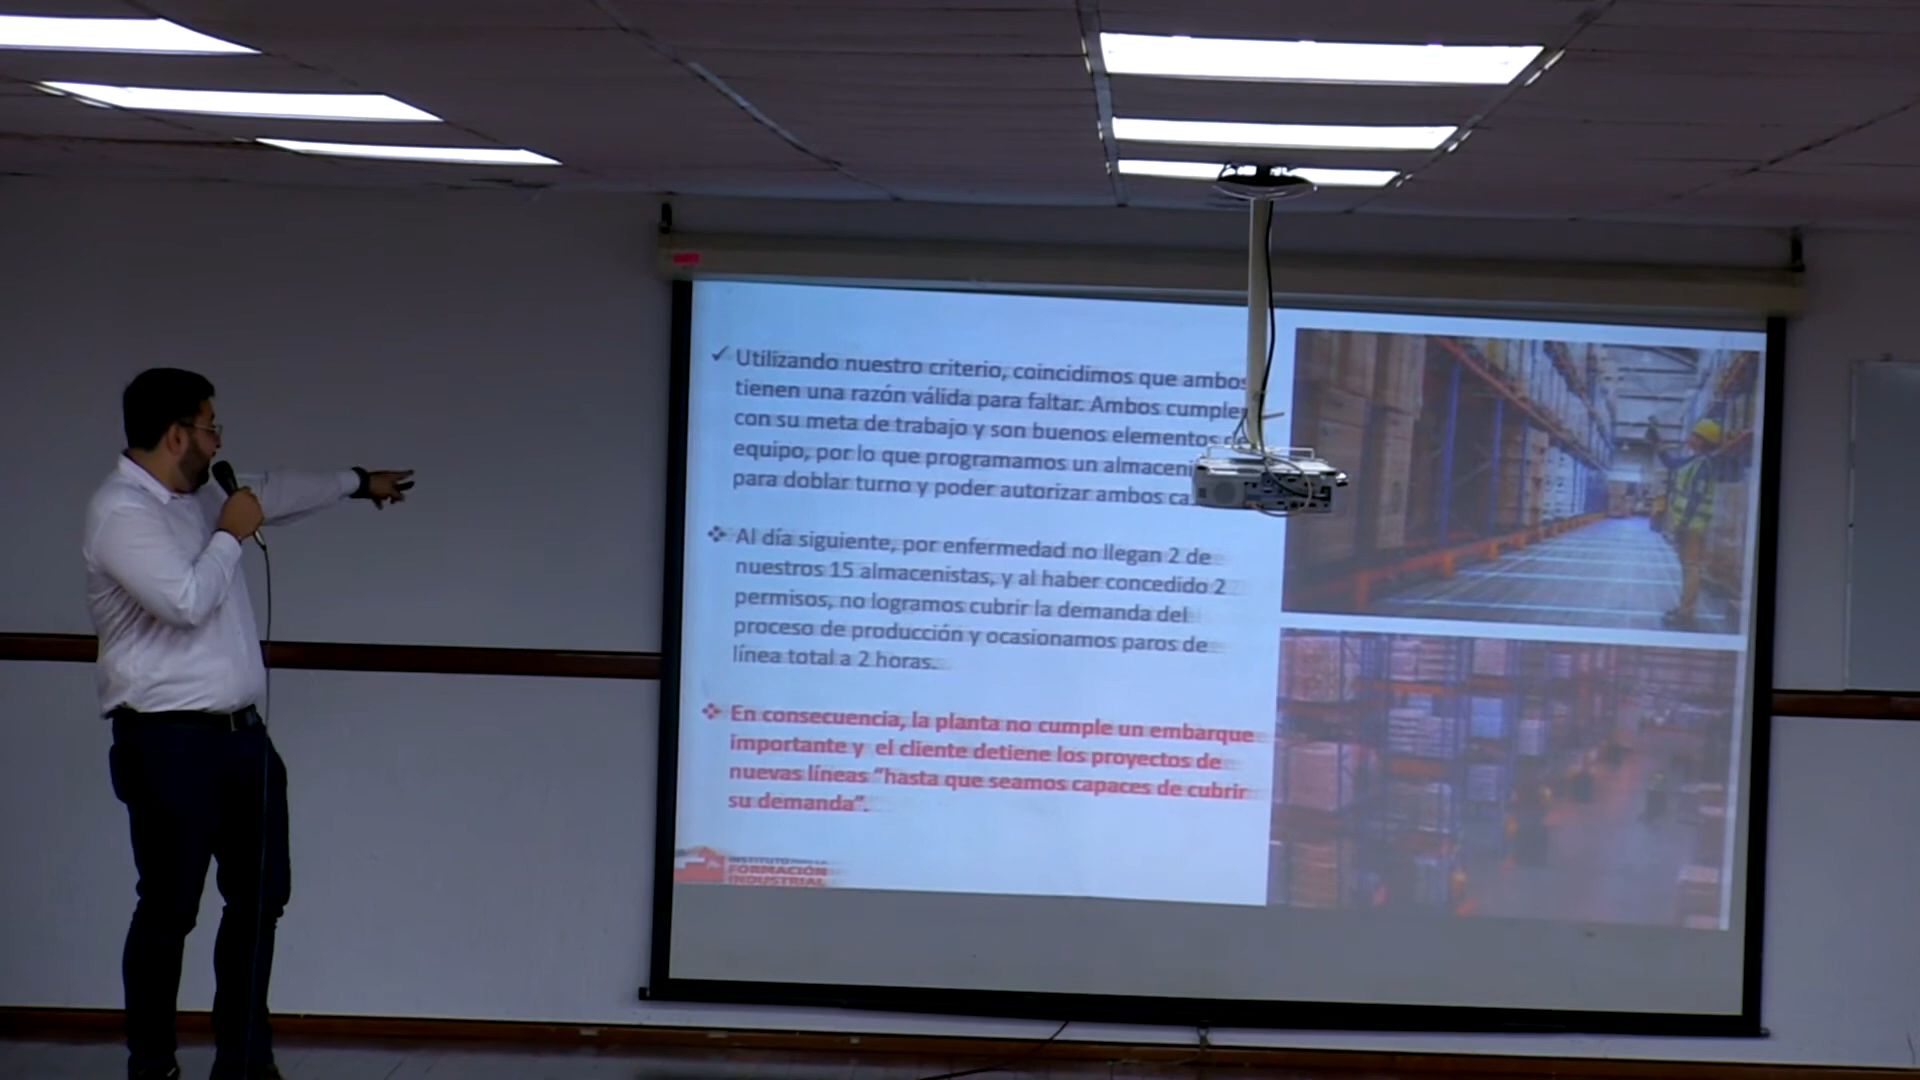 ✓ Utilizando nuestro criterio, coincidimos que ambos
tienen una razón válida para faltar. Ambos cumplen
con su meta de trabajo y son buenos elementos de
equipo, por lo que programamos un
para doblar turno y poder autorizar ambos
❖ Al día siguiente, por enfermedad no llegan 2 de
nuestros 15 almacenistas, y al haber concedido 2
permisos, no logramos cubrir la demanda del
proceso de producción y ocasionamos paros de
línea total a 2 horas.
❖ En consecuencia, la planta no cumple un embarque
importante y el cliente detiene los proyectos de
nuevas líneas “hasta que seamos capaces de cubrir
su demanda”.
INSTITUTO PARA LA
FORMACIÓN
INDUSTRIAL